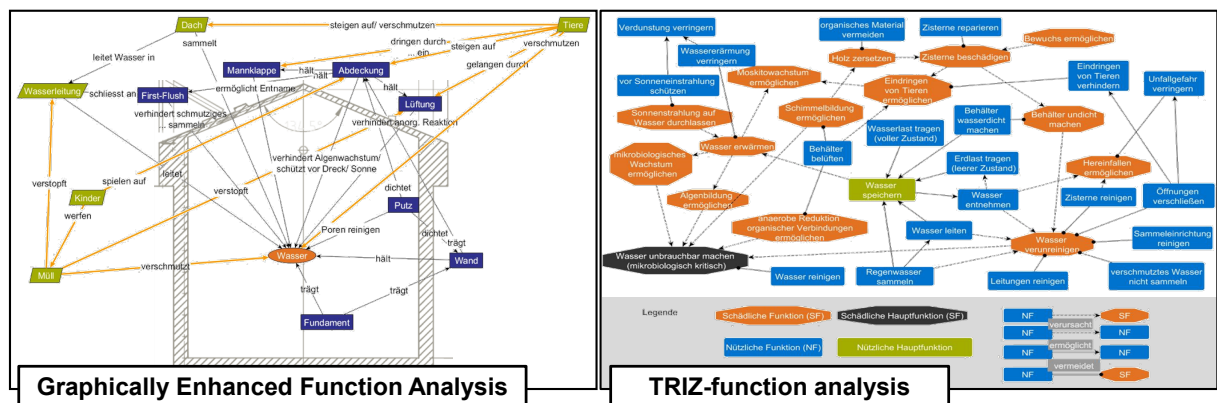 Dach
steigen auf/ verschmutzen
Tiere
leitet Wasser in
sammelt
dringen durch
... ein
steigen auf
verschmutzen
Mannklappe
hält
Abdeckung
gelangen durch
hält
Wasserleitung
schliesst an
First-Flush
ermöglicht Entname
hält
Lüftung
verhindert schmutziges
... sammeln
verhindert anorg. Reaktion
verhindert Algenwachstum/
schützt vor Dreck/ Sonne
verstopft
leitet
spielen auf
verstopft
dichtet
Kinder
Putz
werfen
Poren reinigen
dichtet
trägt
Müll
verschmutzt
Wasser
hält
Wand
trägt
trägt
Fundament
Graphically Enhanced Function Analysis
Verdunstung verringern
organisches Material
vermeiden
Zisterne reparieren
Bewuchs ermöglichen
Wassererärmung
verringern
Holz zersetzen
Zisterne beschädigen
vor Sonneneinstrahlung
schützen
Moskitowachstum
ermöglichen
Eindringen
von Tieren
ermöglichen
Eindringen
von Tieren
verhindern
Unfallgefahr
verringern
Sonnenstrahlung auf
Wasser durchlassen
Schimmelbildung
ermöglichen
Behälter
wasserdicht
machen
Behälter undicht
machen
Wasserlast tragen
(voller Zustand)
Wasser erwärmen
Behälter
belüften
mikrobiologisches
Wachstum
ermöglichen
Erdlast tragen
(leerer Zustand)
Hereinfallen
ermöglichen
Algenbildung
ermöglichen
Wasser
speichern
Wasser
entnehmen
Zisterne reinigen
Öffnungen
verschließen
anaerobe Reduktion
organischer Verbindungen
ermöglichen
Wasser leiten
Wasser
verunreinigen
Sammeleinrichtung
reinigen
Wasser unbrauchbar machen
(mikrobiologisch kritisch)
Wasser reinigen
Regenwasser
sammeln
Leitungen reinigen
verschmutztes Wasser
nicht sammeln
Legende
Schädliche Funktion (SF)
Schädliche Hauptfunktion (SF)
Nützliche Funktion (NF)
Nützliche Hauptfunktion
NF
verursacht
SF
NF
NF
NF
ermöglicht
NF
NF
vermeidet
SF
TRIZ-function analysis